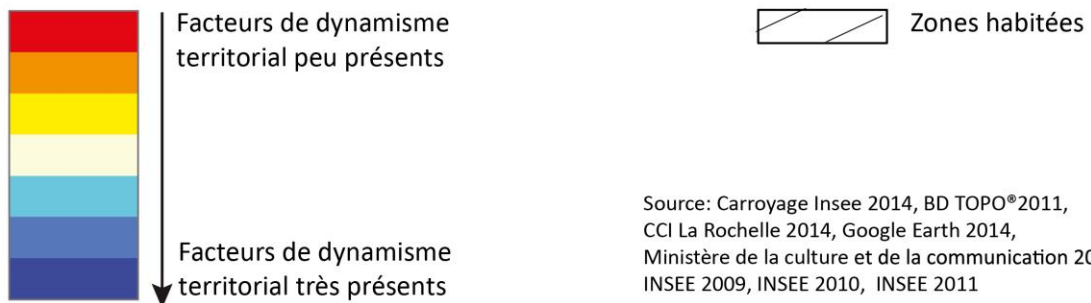 Facteurs de dynamisme
territorial peu présents
Facteurs de dynamisme
territorial très présents
Zones habitées
Source: Carroyage Insee 2014, BD TOPO®2011,
CCI La Rochelle 2014, Google Earth 2014,
Ministère de la culture et de la communication
INSEE 2009, INSEE 2010, INSEE 2011